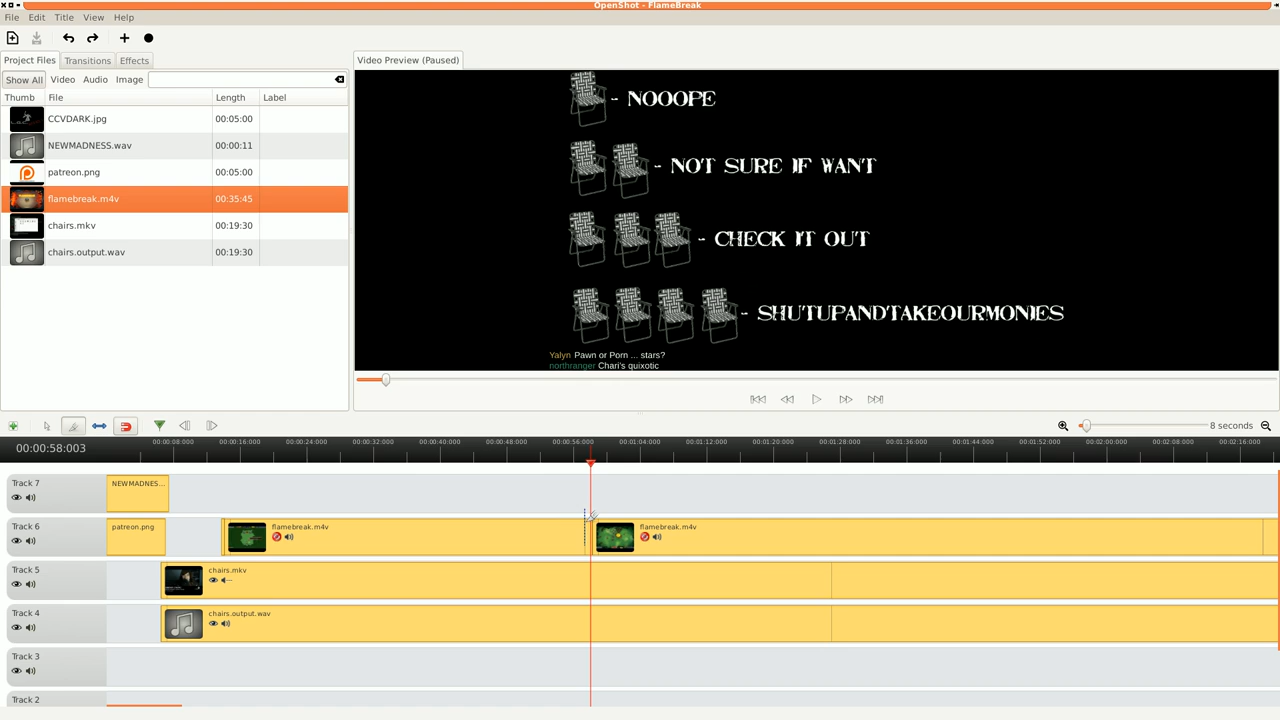 OpenShot - FlameBreak
File Edit Title View Help
Project Files Transitions Effects
Show All Video Audio Image
Thumb File Length Label
CCVDARK.jpg 00:05:00
NEWMADNESS.wav 00:00:11
patreon.png 00:05:00
flamebreak.m4v 00:35:45
chairs.mkv 00:19:30
chairs.output.wav 00:19:30
Video Preview (Paused)
- NOOOPE
- NOT SURE IF WANT
- CHECK IT OUT
- SHUTUPANDTAKEOURMONIES
Yalyn Pawn or Porn ... stars?
northranger Chari's quixotic
8 seconds
00:00:58:003
00:00:08:000 00:00:16:000 00:00:24:000 00:00:32:000 00:00:40:000 00:00:48:000 00:00:56:000 00:01:04:000 00:01:12:000 00:01:20:000 00:01:28:000 00:01:36:000 00:01:44:000 00:01:52:000 00:02:00:000 00:02:08:000 00:02:16:000
Track 7
NEWMADNES...
Track 6
patreon.png
flamebreak.m4v
flamebreak.m4v
Track 5
chairs.mkv
Track 4
chairs.output.wav
Track 3
Track 2